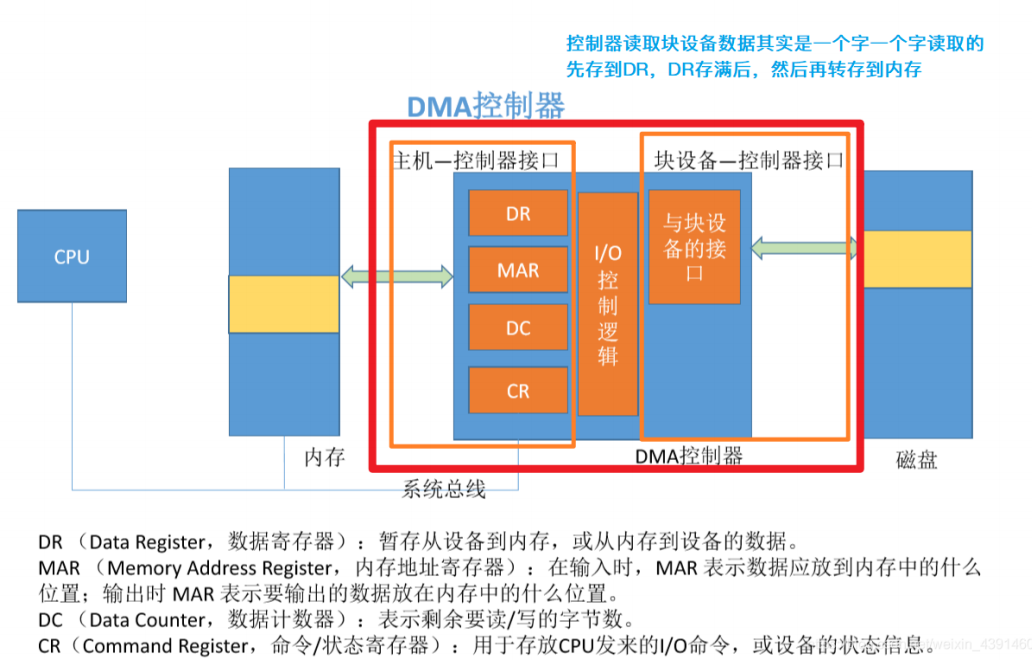 控制器读取块设备数据其实是一个字一个字读取的
先存到DR，DR存满后，然后再转存到内存
DMA控制器
主机—控制器接口
块设备—控制器接口
CPU
DR
MAR
DC
CR
I/O
控
制
逻
辑
与块设
备的接
口
内存
DMA控制器
磁盘
系统总线
DR （Data Register，数据寄存器）：暂存从设备到内存，或从内存到设备的数据。
MAR （Memory Address Register，内存地址寄存器）：在输入时，MAR 表示数据应放到内存中的什么
位置；输出时 MAR 表示要输出的数据放在内存中的什么位置。
DC （Data Counter，数据计数器）：表示剩余要读/写的字节数。
CR（Command Register，命令/状态寄存器）：用于存放CPU发来的I/O命令，或设备的状态信息。